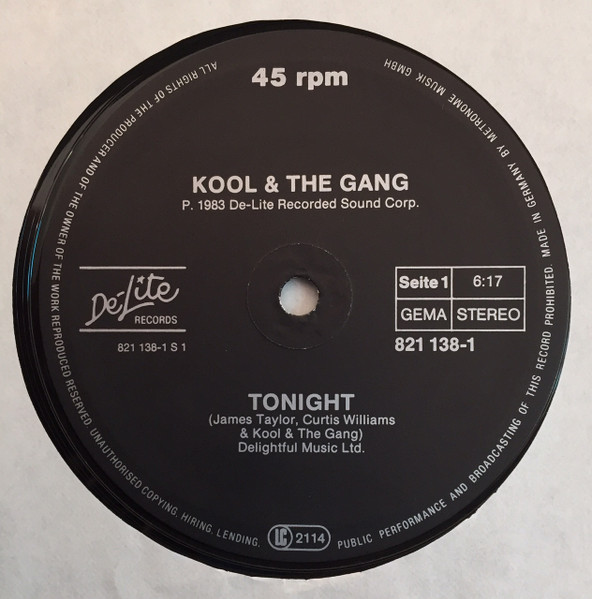 45 rpm
KOOL & THE GANG
P. 1983 De-Lite Recorded Sound Corp.
De-Lite
RECORDS
821 138-1 S 1
Seite 1 6:17
GEMA STEREO
821 138-1
TONIGHT
(James Taylor, Curtis Williams
& Kool & The Gang)
Delightful Music Ltd.
LC 2114
ALL RIGHTS OF THE PRODUCER AND OF THE OWNER OF THE WORK REPRODUCED RESERVED. UNAUTHORISED COPYING, HIRING, LENDING, PUBLIC PERFORMANCE AND BROADCASTING OF THIS RECORD PROHIBITED. MADE IN GERMANY BY METRONOME MUSIK GMBH